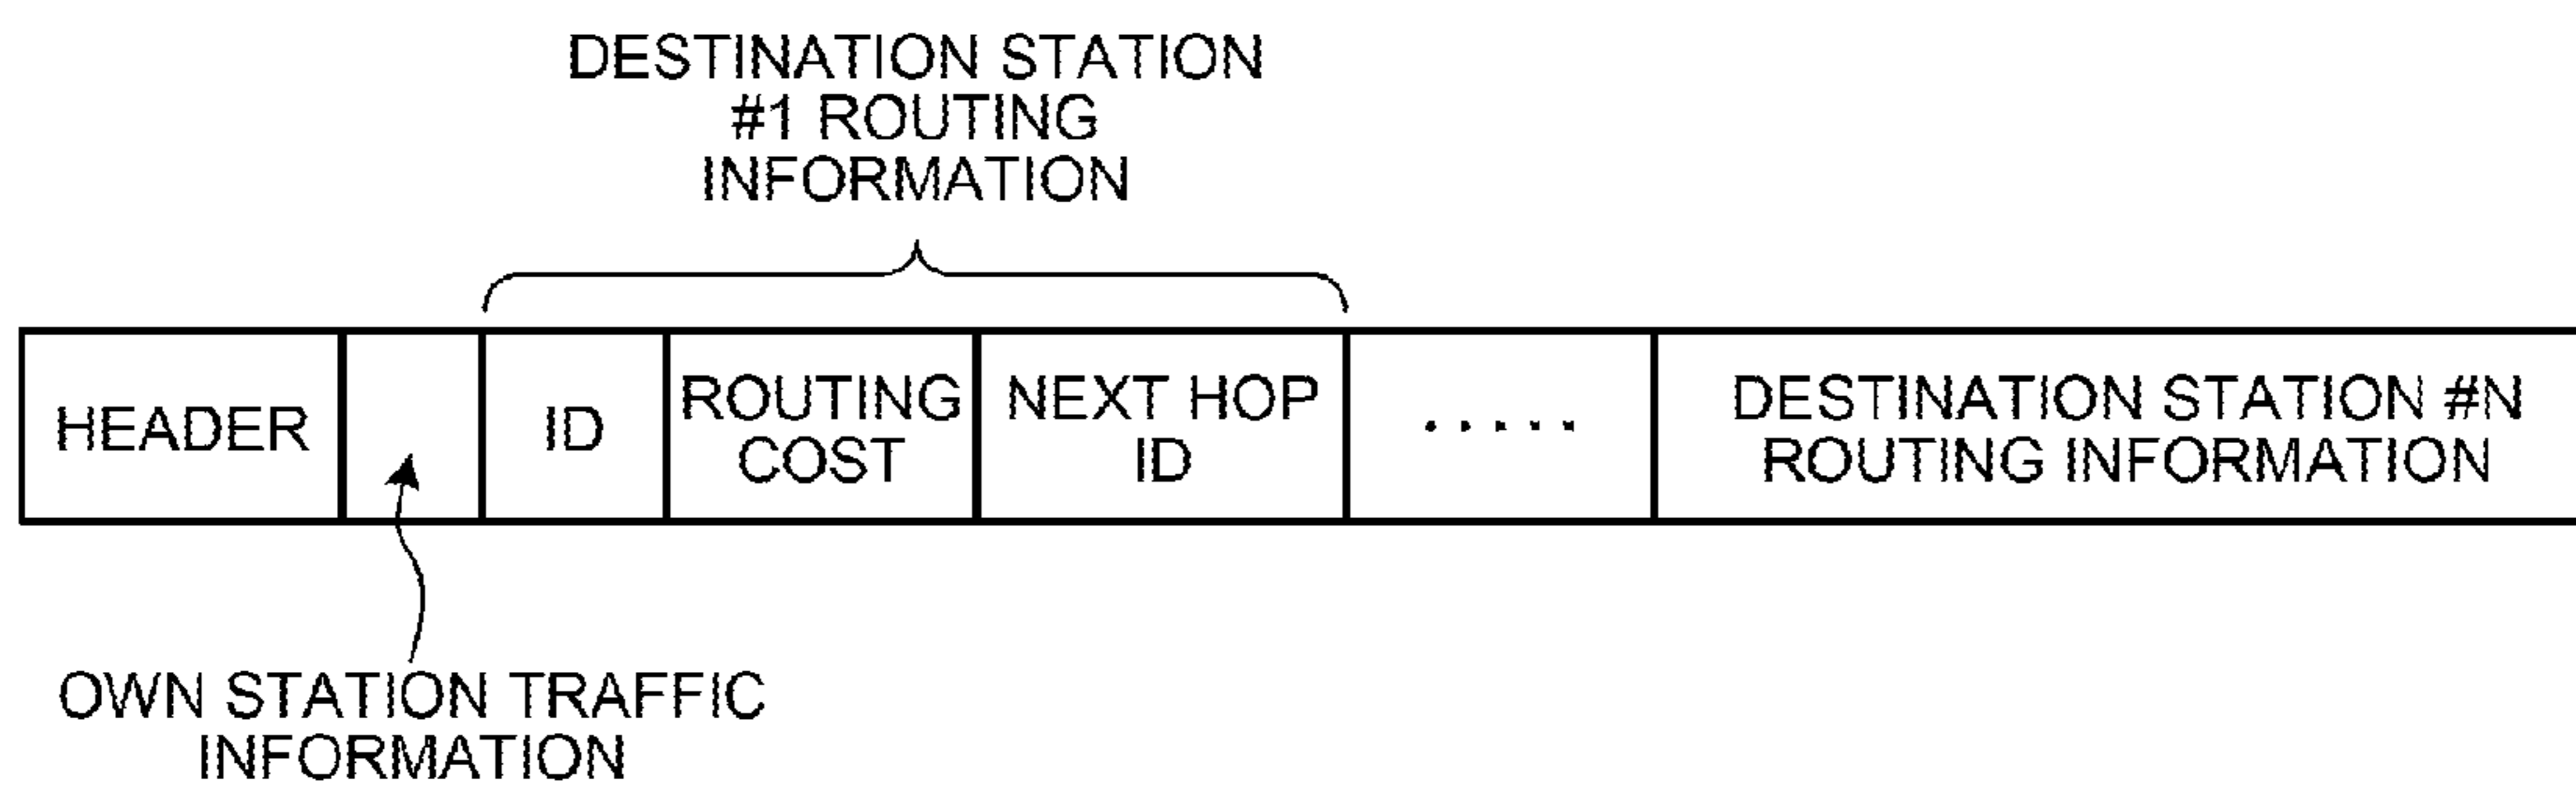 DESTINATION STATION
#1 ROUTING
INFORMATION
HEADER
ID
ROUTING
COST
NEXT HOP
ID
.....
DESTINATION STATION #N
ROUTING INFORMATION
OWN STATION TRAFFIC
INFORMATION